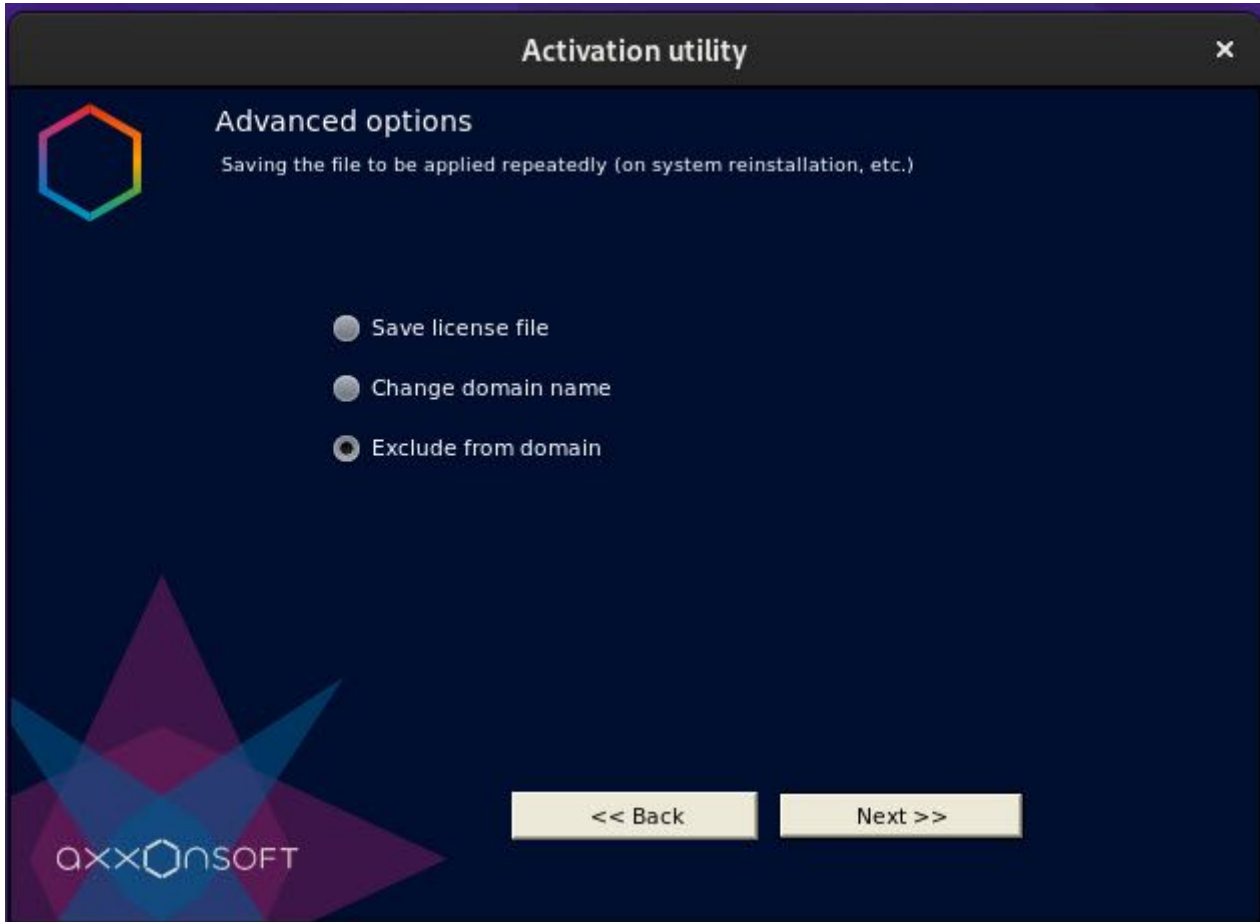 Activation utility
×
Advanced options
Saving the file to be applied repeatedly (on system reinstallation, etc.)
Save license file
Change domain name
Exclude from domain
<< Back
Next >>
axxonsoft